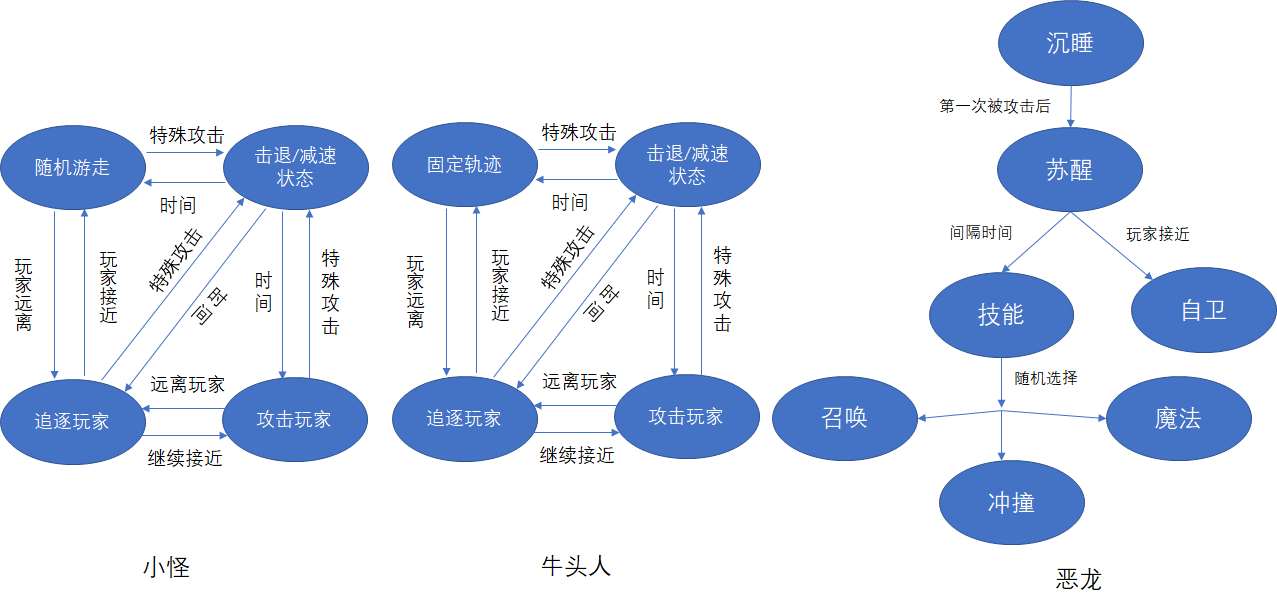 特殊攻击
随机游走
击退/减速
状态
时间
玩家远离
玩家接近
特殊攻击
时间
时间
特殊攻击
远离玩家
追逐玩家
攻击玩家
继续接近
小怪
特殊攻击
固定轨迹
击退/减速
状态
时间
玩家远离
玩家接近
特殊攻击
时间
时间
特殊攻击
远离玩家
追逐玩家
攻击玩家
继续接近
牛头人
沉睡
第一次被攻击后
苏醒
间隔时间
玩家接近
技能
自卫
随机选择
召唤
魔法
冲撞
恶龙